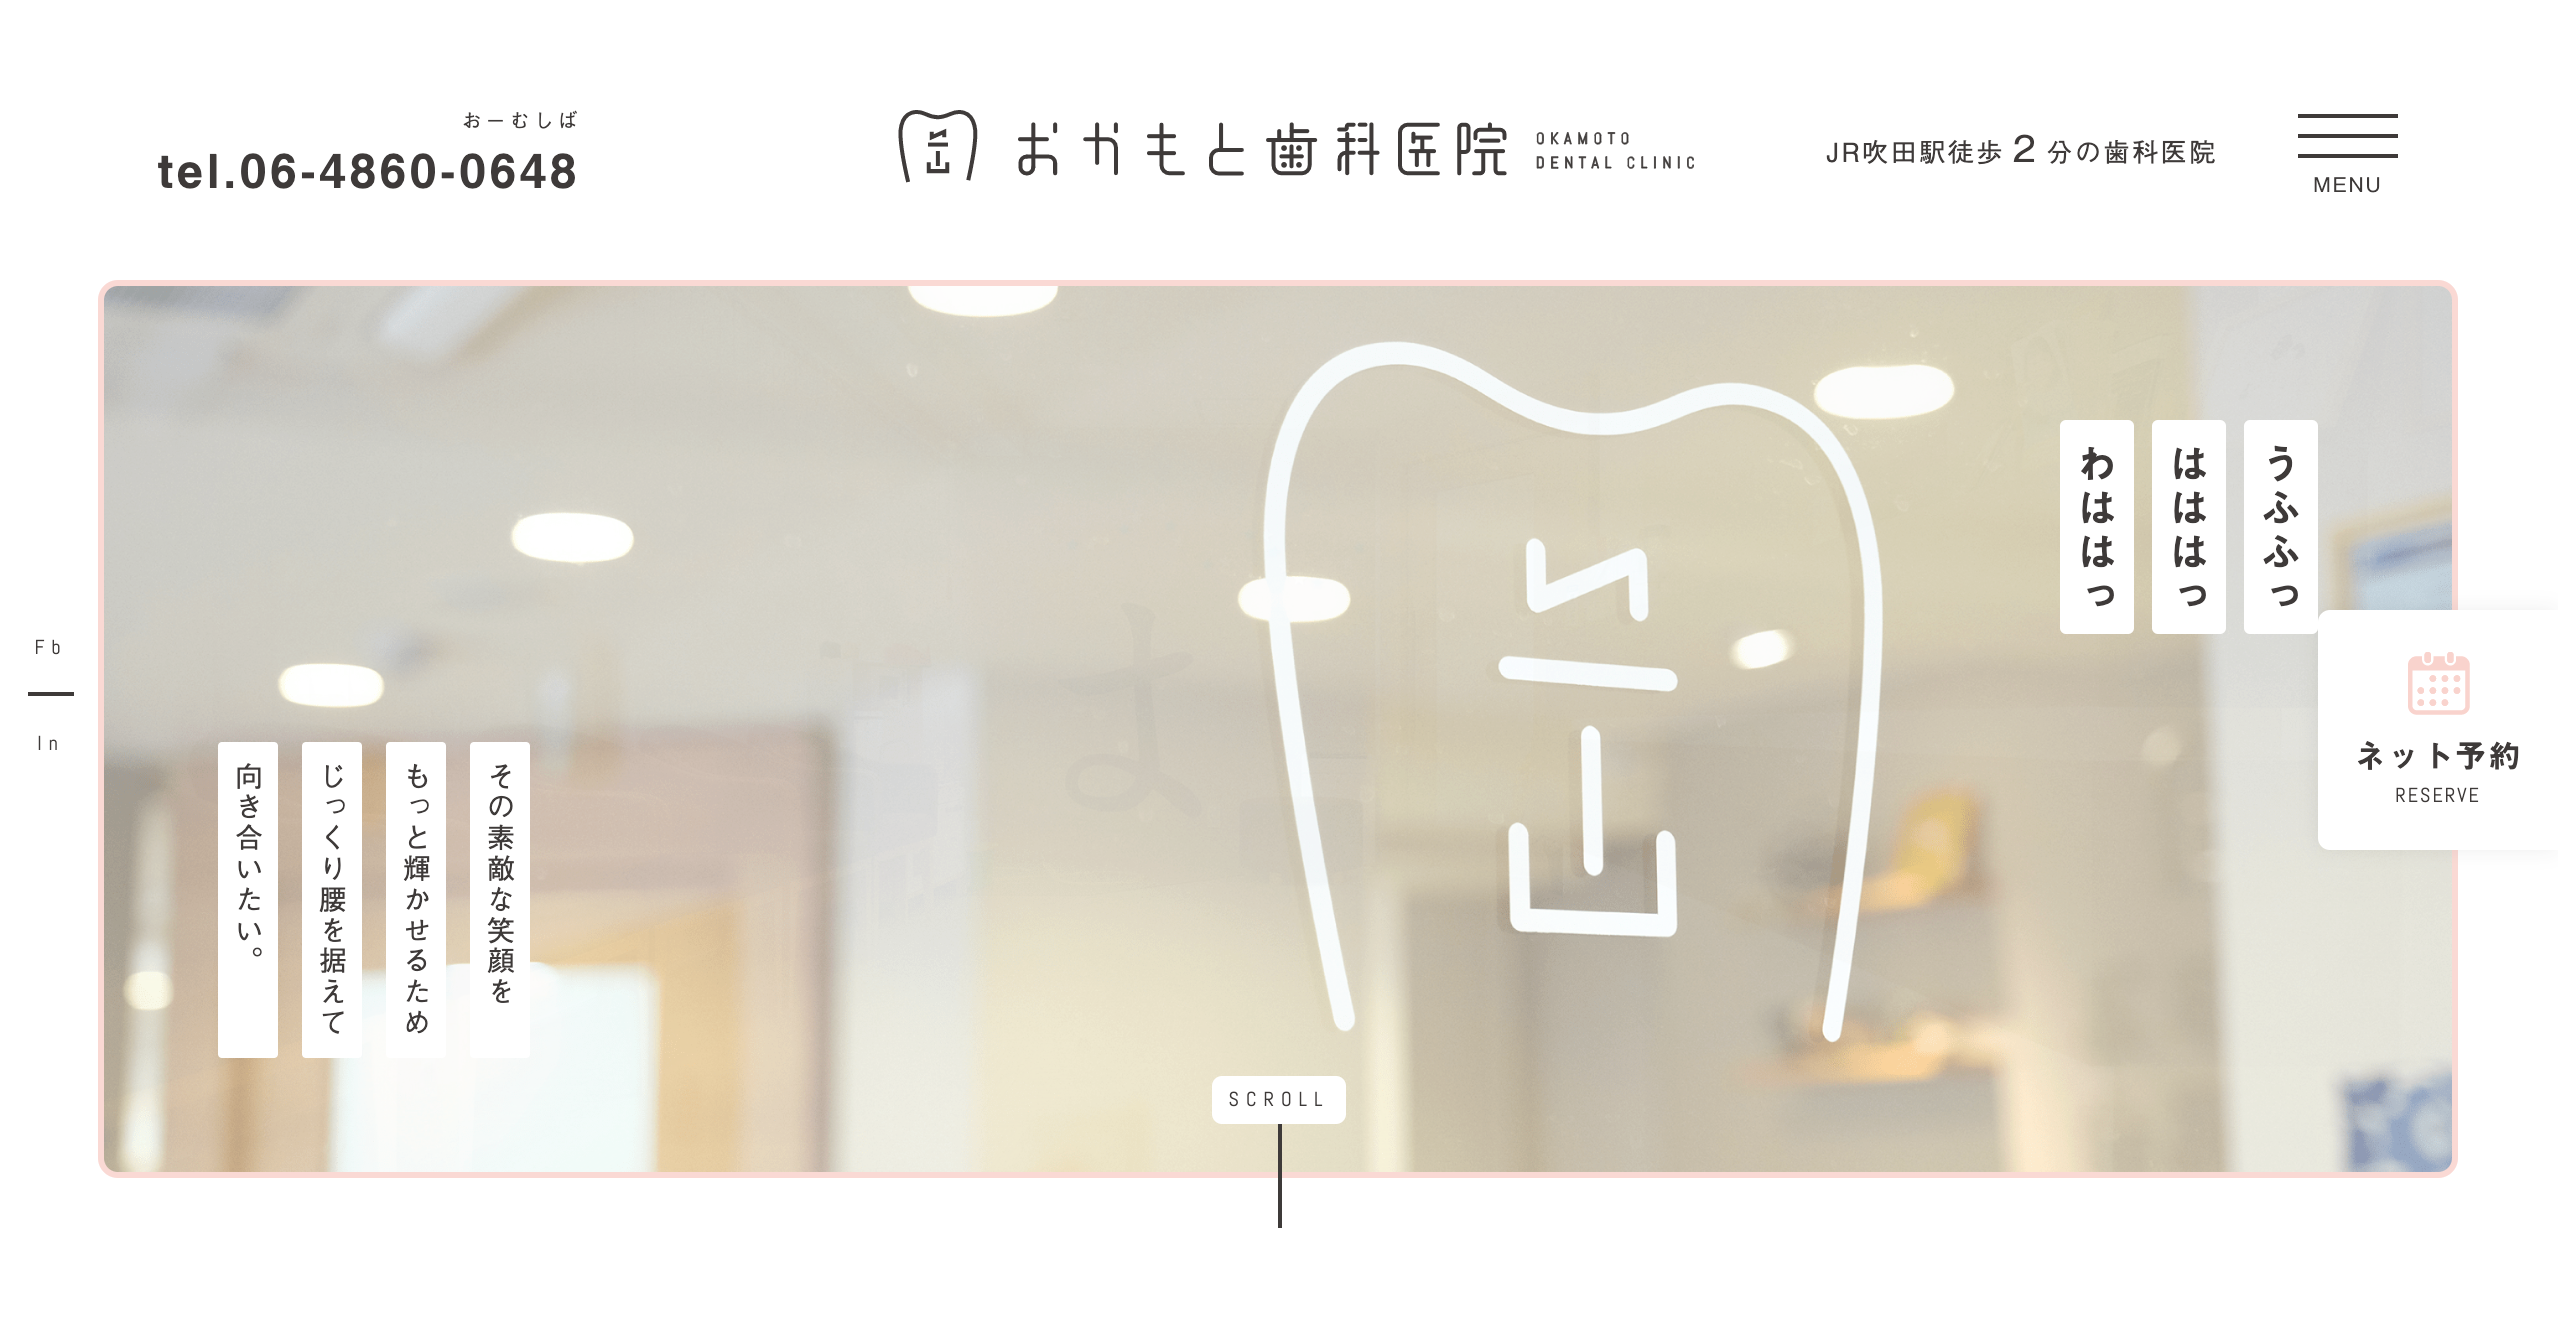 おーむしば
tel.06-4860-0648
おかもと歯科医院
OKAMOTO
DENTAL CLINIC
JR吹田駅徒歩2分の歯科医院
MENU
うふふっ
はははっ
わははっ
Fb
In
ネット予約
RESERVE
その素敵な笑顔を
もっと輝かせるため
じっくり腰を据えて
向き合いたい。
SCROLL